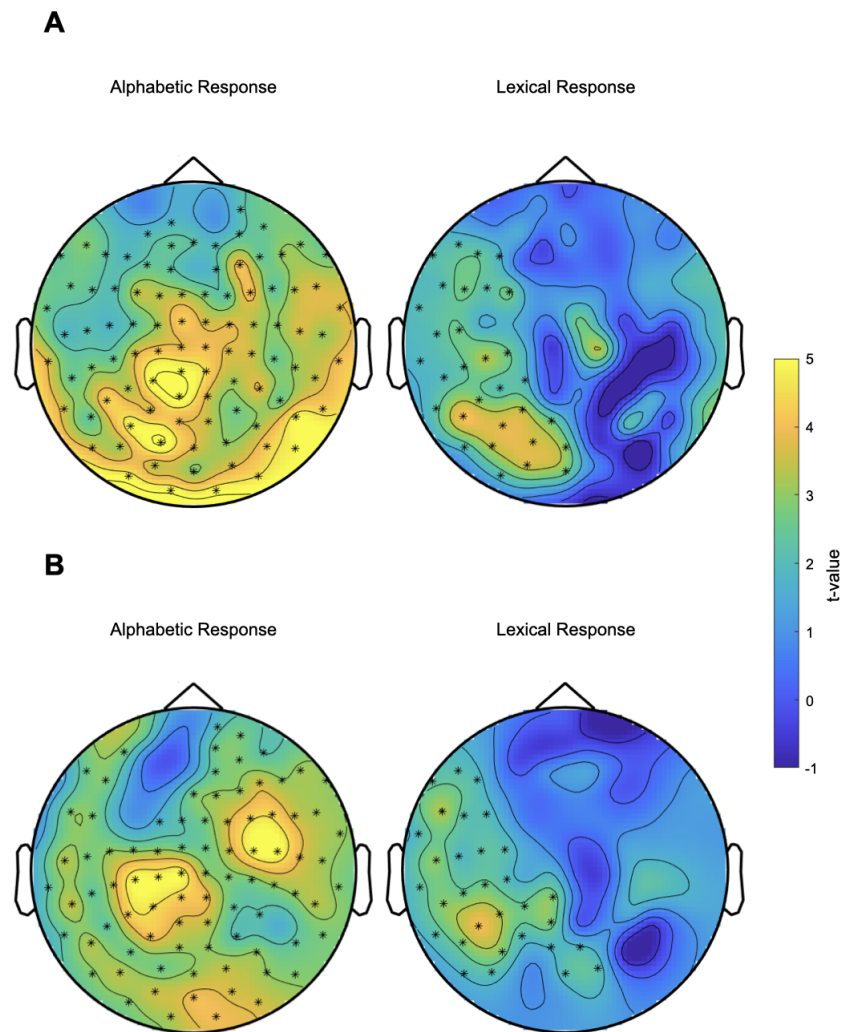 A
Alphabetic Response
Lexical Response
5
4
3
2
1
0
-1
t-value
B
Alphabetic Response
Lexical Response